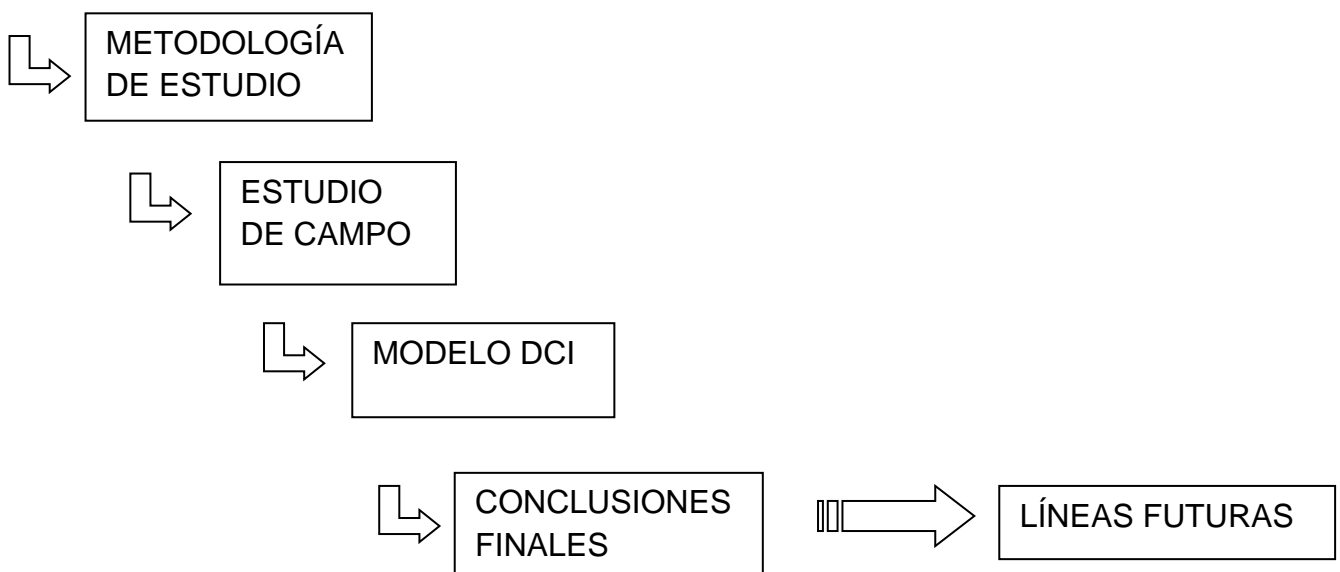 METODOLOGÍA
DE ESTUDIO
ESTUDIO
DE CAMPO
MODELO DCI
CONCLUSIONES
FINALES
LÍNEAS FUTURAS